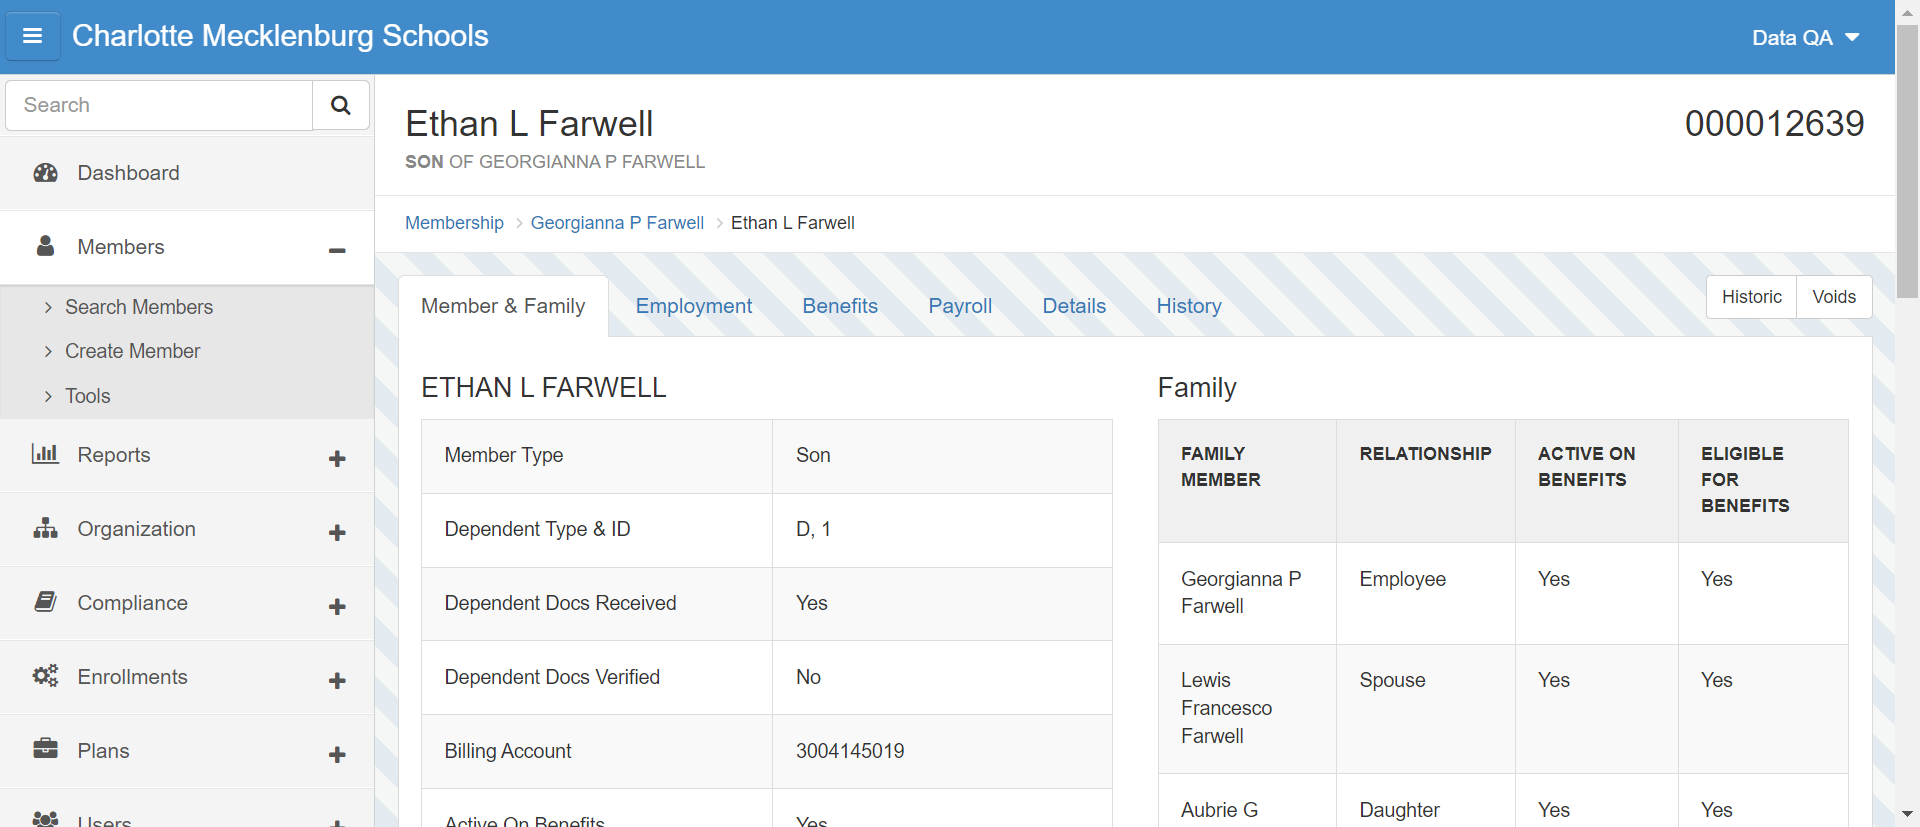 Charlotte Mecklenburg Schools
Data QA
Search
Dashboard
Members
Search Members
Create Member
Tools
Reports
Organization
Compliance
Enrollments
Plans
Users
Ethan L Farwell
000012639
SON OF GEORGIANNA P FARWELL
Membership > Georgianna P Farwell > Ethan L Farwell
Member & Family Employment Benefits Payroll Details History
Historic Voids
ETHAN L FARWELL
Member Type Son
Dependent Type & ID D, 1
Dependent Docs Received Yes
Dependent Docs Verified No
Billing Account 3004145019
Active On Benefits Yes
Family
FAMILY MEMBER RELATIONSHIP ACTIVE ON BENEFITS ELIGIBLE FOR BENEFITS
Georgianna P Farwell Employee Yes Yes
Lewis Francesco Farwell Spouse Yes Yes
Aubrie G Daughter Yes Yes